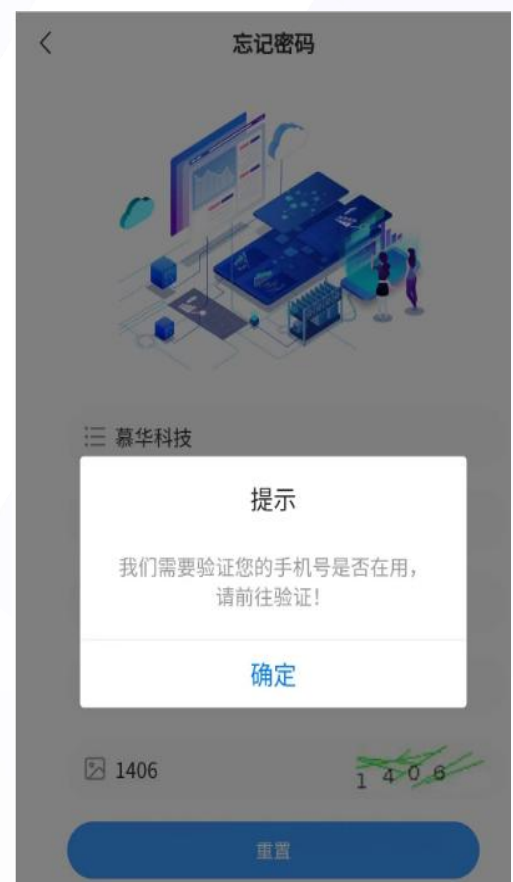 忘记密码
慕华科技
提示
我们需要验证您的手机号是否在用，
请前往验证！
确定
1406
1406
重置